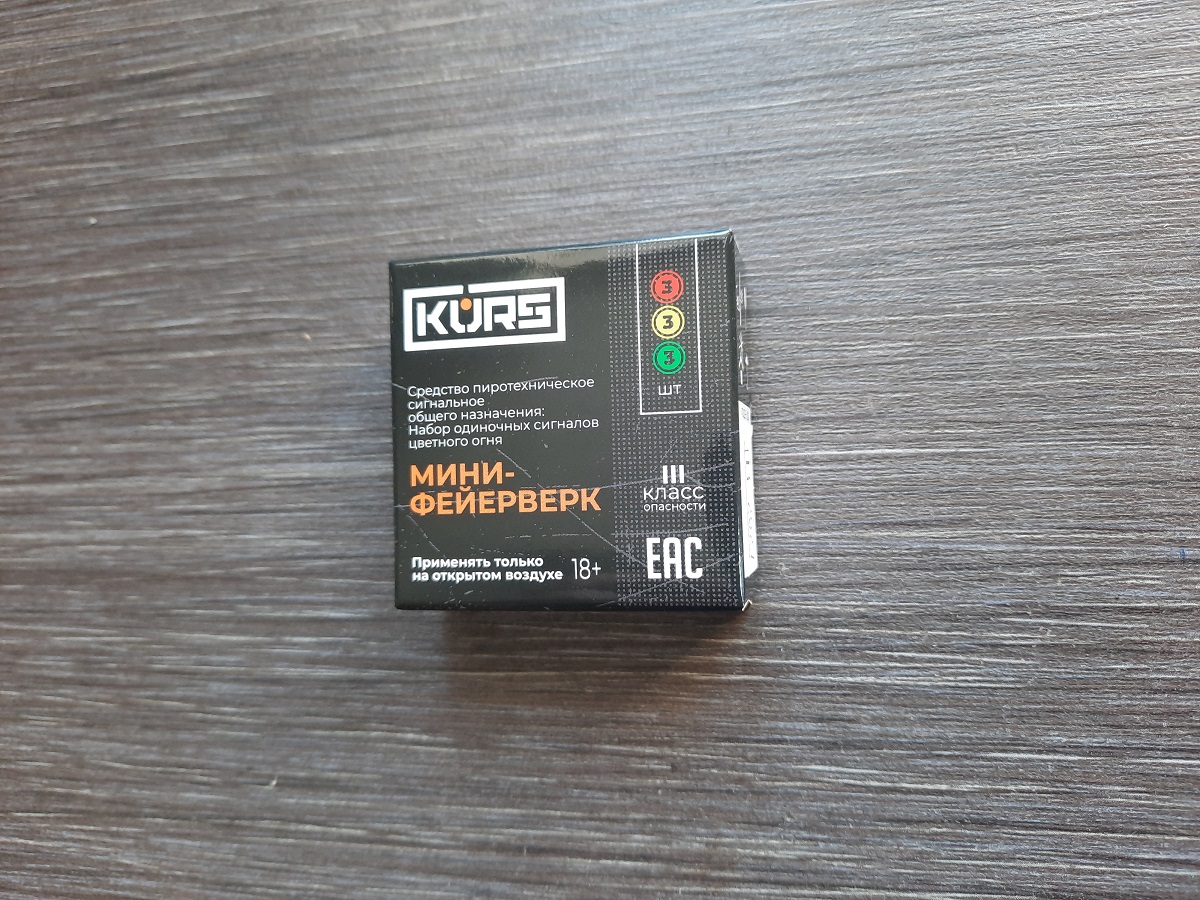 KURS
Средство пиротехническое
сигнальное
общего назначения:
Набор одиночных сигналов
цветного огня
МИНИ-
ФЕЙЕРВЕРК
Применять только
на открытом воздухе 18+
3
3
3
шт
III
класс
опасности
EAC